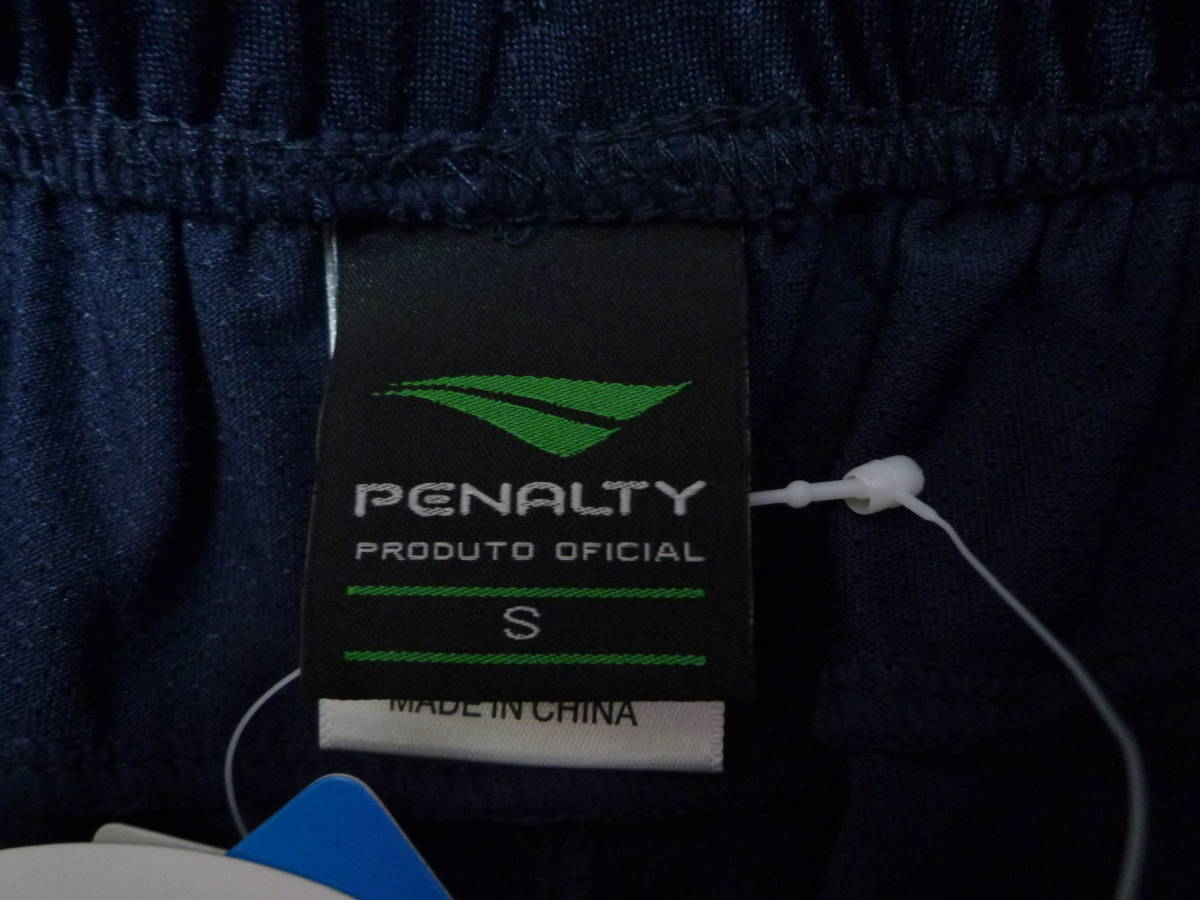 PENALTY
PRODUTO OFICIAL
S
MADE IN CHINA